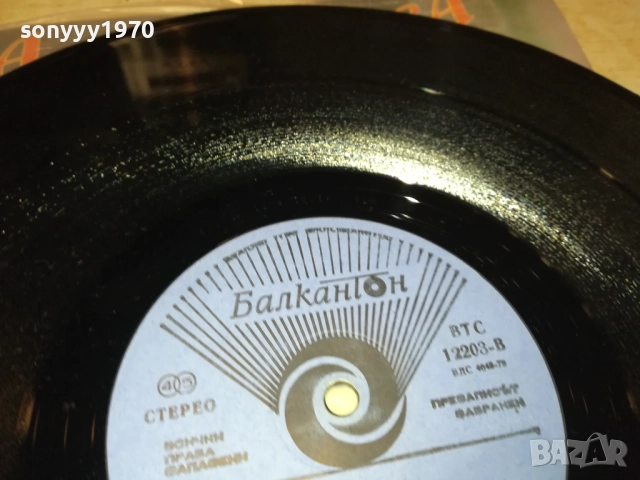 sonyyy1970
Балкантон
ВТС
12203-В
45
СТЕРЕО
ВСИЧКИ
ПРАВА
ЗАПАЗЕНИ
ПРЕЗАПИСЪТ
ЗАБРАНЕН
BAZAR